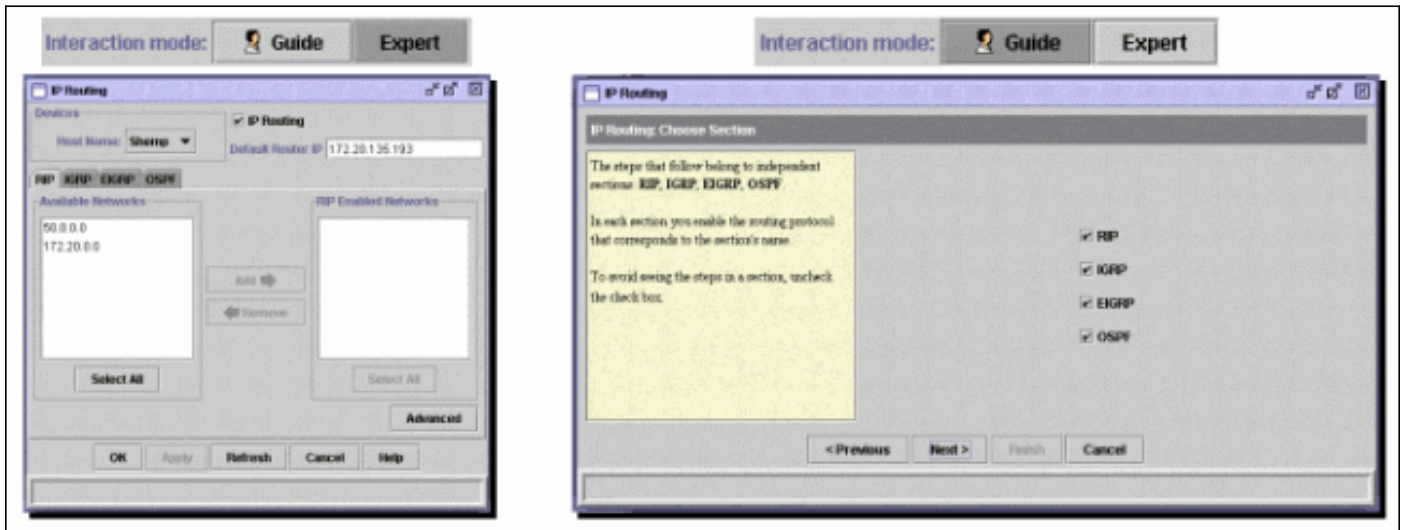 Interaction mode: Guide Expert
IP Routing
Devices
Host Name: Shemp
IP Routing
Default Router IP 172.20.135.193
RIP IGRP EIGRP OSPF
Available Networks
RIP Enabled Networks
50.0.0.0
172.20.0.0
Add
Remove
Select All
Select All
Advanced
OK Apply Refresh Cancel Help
Interaction mode: Guide Expert
IP Routing
IP Routing: Choose Section
The steps that follow belong to independent
sections: RIP, IGRP, EIGRP, OSPF.
In each section you enable the routing protocol
that corresponds to the section's name.
To avoid seeing the steps in a section, uncheck
the check box.
RIP
IGRP
EIGRP
OSPF
< Previous Next > Finish Cancel